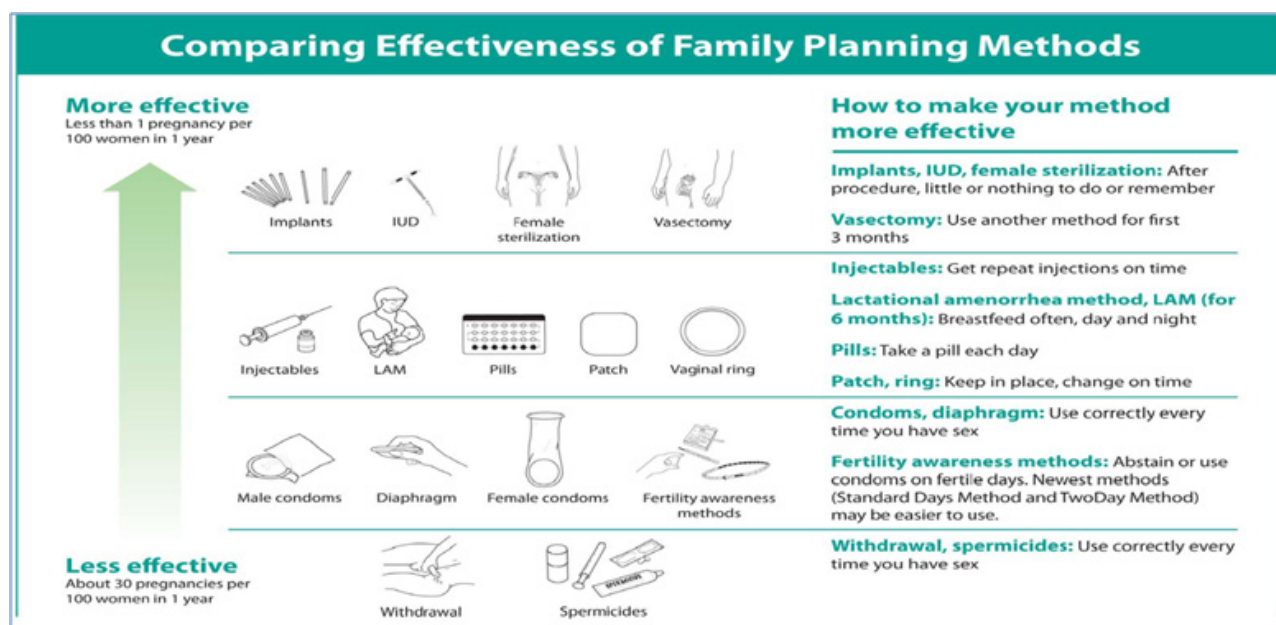 Comparing Effectiveness of Family Planning Methods
More effective
Less than 1 pregnancy per
100 women in 1 year
Implants
IUD
Female
sterilization
Vasectomy
Injectables
LAM
Pills
Patch
Vaginal ring
Male condoms
Diaphragm
Female condoms
Fertility awareness
methods
Less effective
About 30 pregnancies per
100 women in 1 year
Withdrawal
SPERMICIDE
Spermicides
How to make your method
more effective
Implants, IUD, female sterilization: After
procedure, little or nothing to do or remember
Vasectomy: Use another method for first
3 months
Injectables: Get repeat injections on time
Lactational amenorrhea method, LAM (for
6 months): Breastfeed often, day and night
Pills: Take a pill each day
Patch, ring: Keep in place, change on time
Condoms, diaphragm: Use correctly every
time you have sex
Fertility awareness methods: Abstain or use
condoms on fertile days. Newest methods
(Standard Days Method and TwoDay Method)
may be easier to use.
Withdrawal, spermicides: Use correctly every
time you have sex